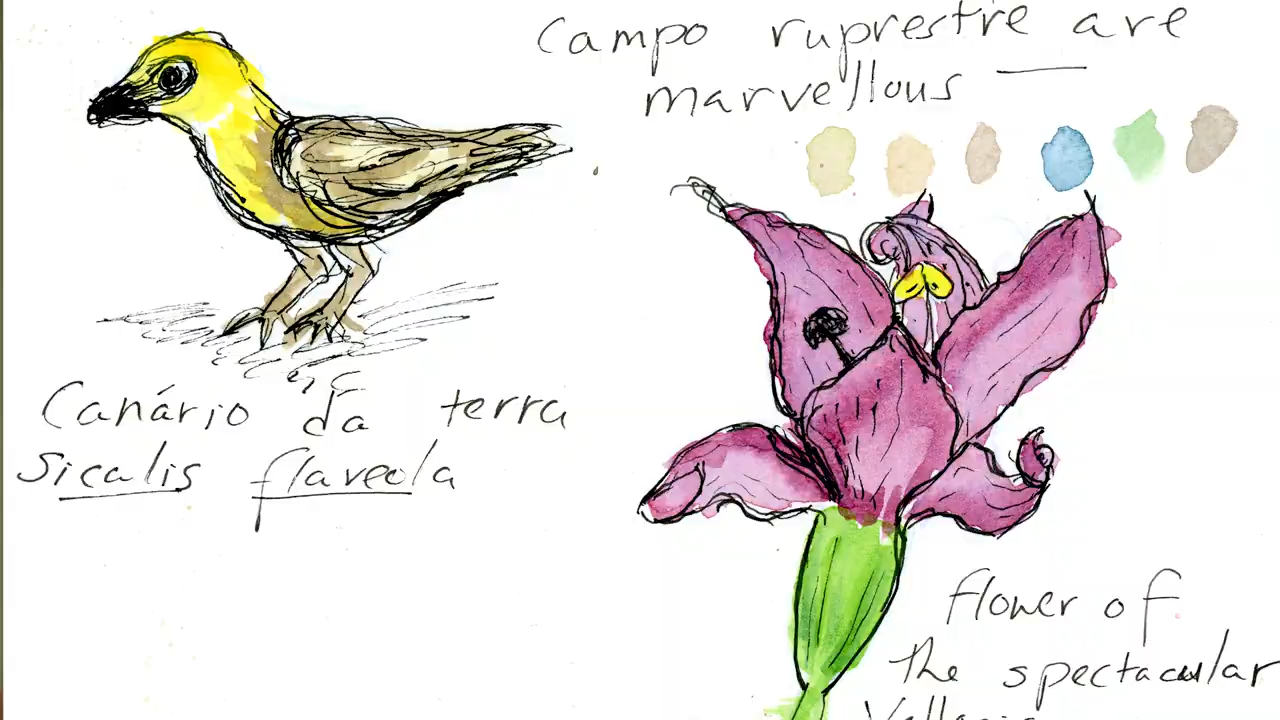 Campo ruprestre are
marvellous
Canário da terra
Sicalis flaveola
flower of
The spectacular